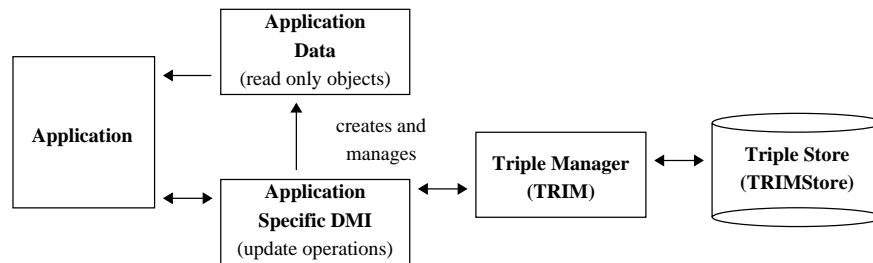 Application
Data
(read only objects)
Application
creates and
manages
Triple Manager
(TRIM)
Triple Store
(TRIMStore)
Application
Specific DMI
(update operations)